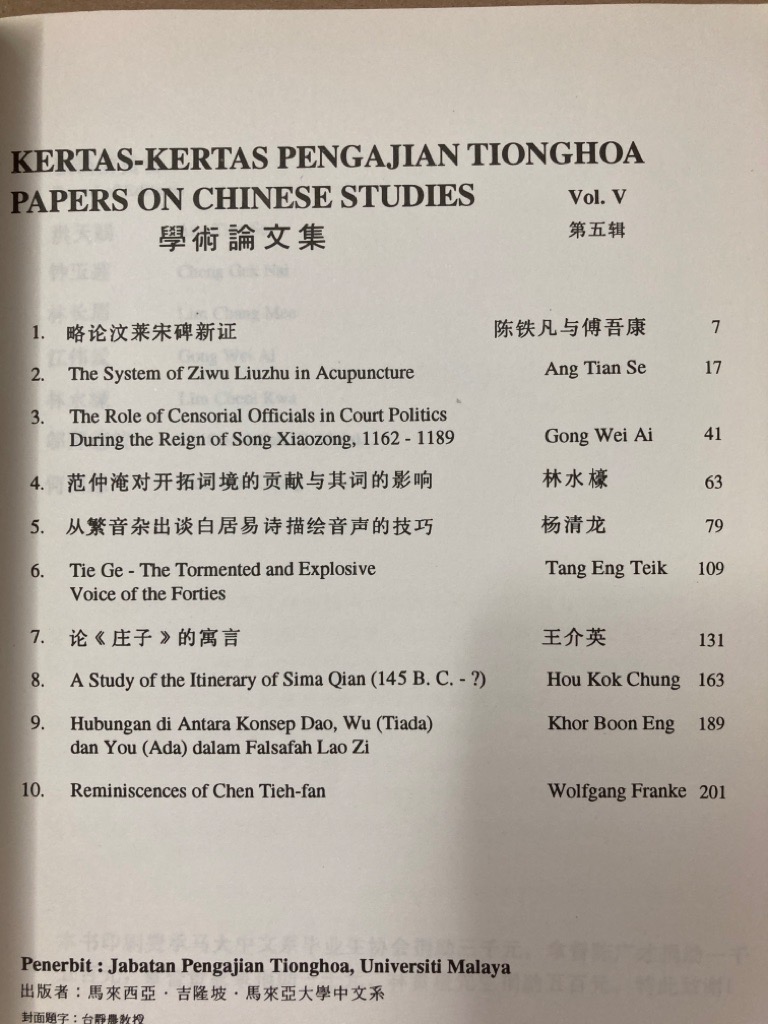 KERTAS-KERTAS PENGAJIAN TIONGHOA
PAPERS ON CHINESE STUDIES Vol. V
學術論文集 第五辑
1. 略论汶莱宋碑新证 陈铁凡与傅吾康 7
2. The System of Ziwu Liuzhu in Acupuncture Ang Tian Se 17
3. The Role of Censorial Officials in Court Politics
During the Reign of Song Xiaozong, 1162 - 1189 Gong Wei Ai 41
4. 范仲淹对开拓词境的贡献与其词的影响 林水檺 63
5. 从繁音杂出谈白居易诗描绘音声的技巧 杨清龙 79
6. Tie Ge - The Tormented and Explosive Tang Eng Teik 109
Voice of the Forties
7. 论《庄子》的寓言 王介英 131
8. A Study of the Itinerary of Sima Qian (145 B. C. - ?) Hou Kok Chung 163
9. Hubungan di Antara Konsep Dao, Wu (Tiada) Khor Boon Eng 189
dan You (Ada) dalam Falsafah Lao Zi
10. Reminiscences of Chen Tieh-fan Wolfgang Franke 201
Penerbit : Jabatan Pengajian Tionghoa, Universiti Malaya
出版者：馬來西亞·吉隆坡·馬來亞大學中文系
封面題字：台靜農教授